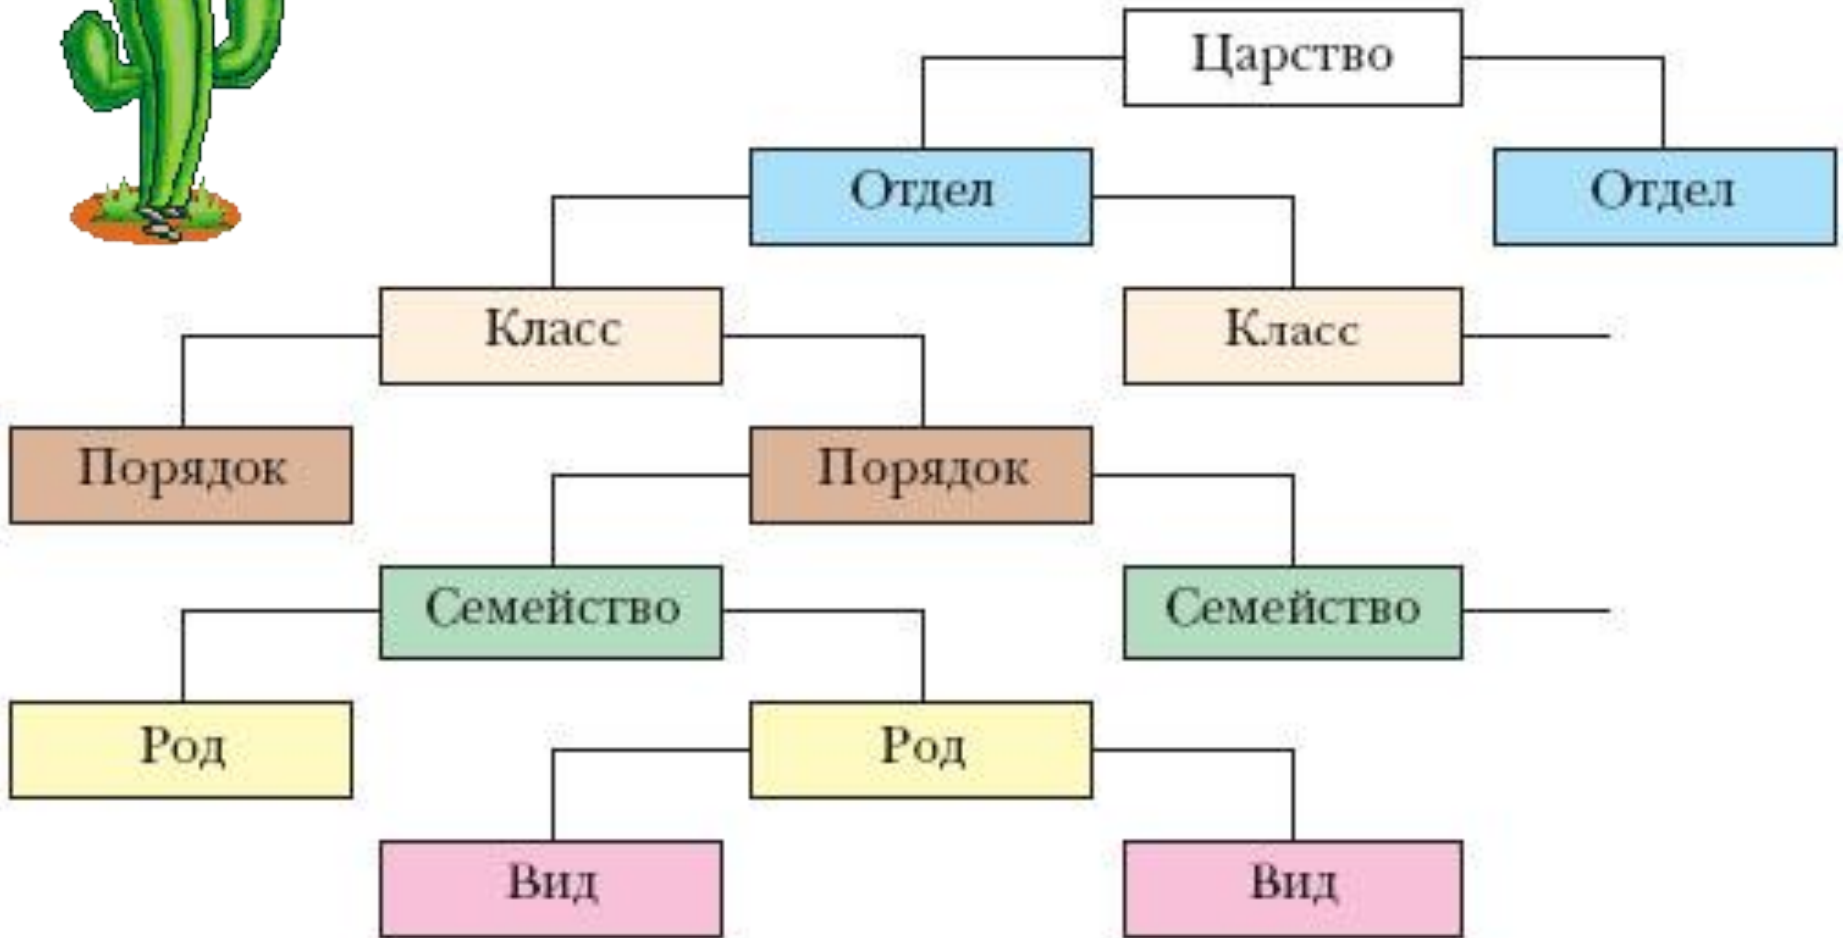 Царство
Отдел Отдел
Класс Класс
Порядок Порядок
Семейство Семейство
Род Род
Вид Вид